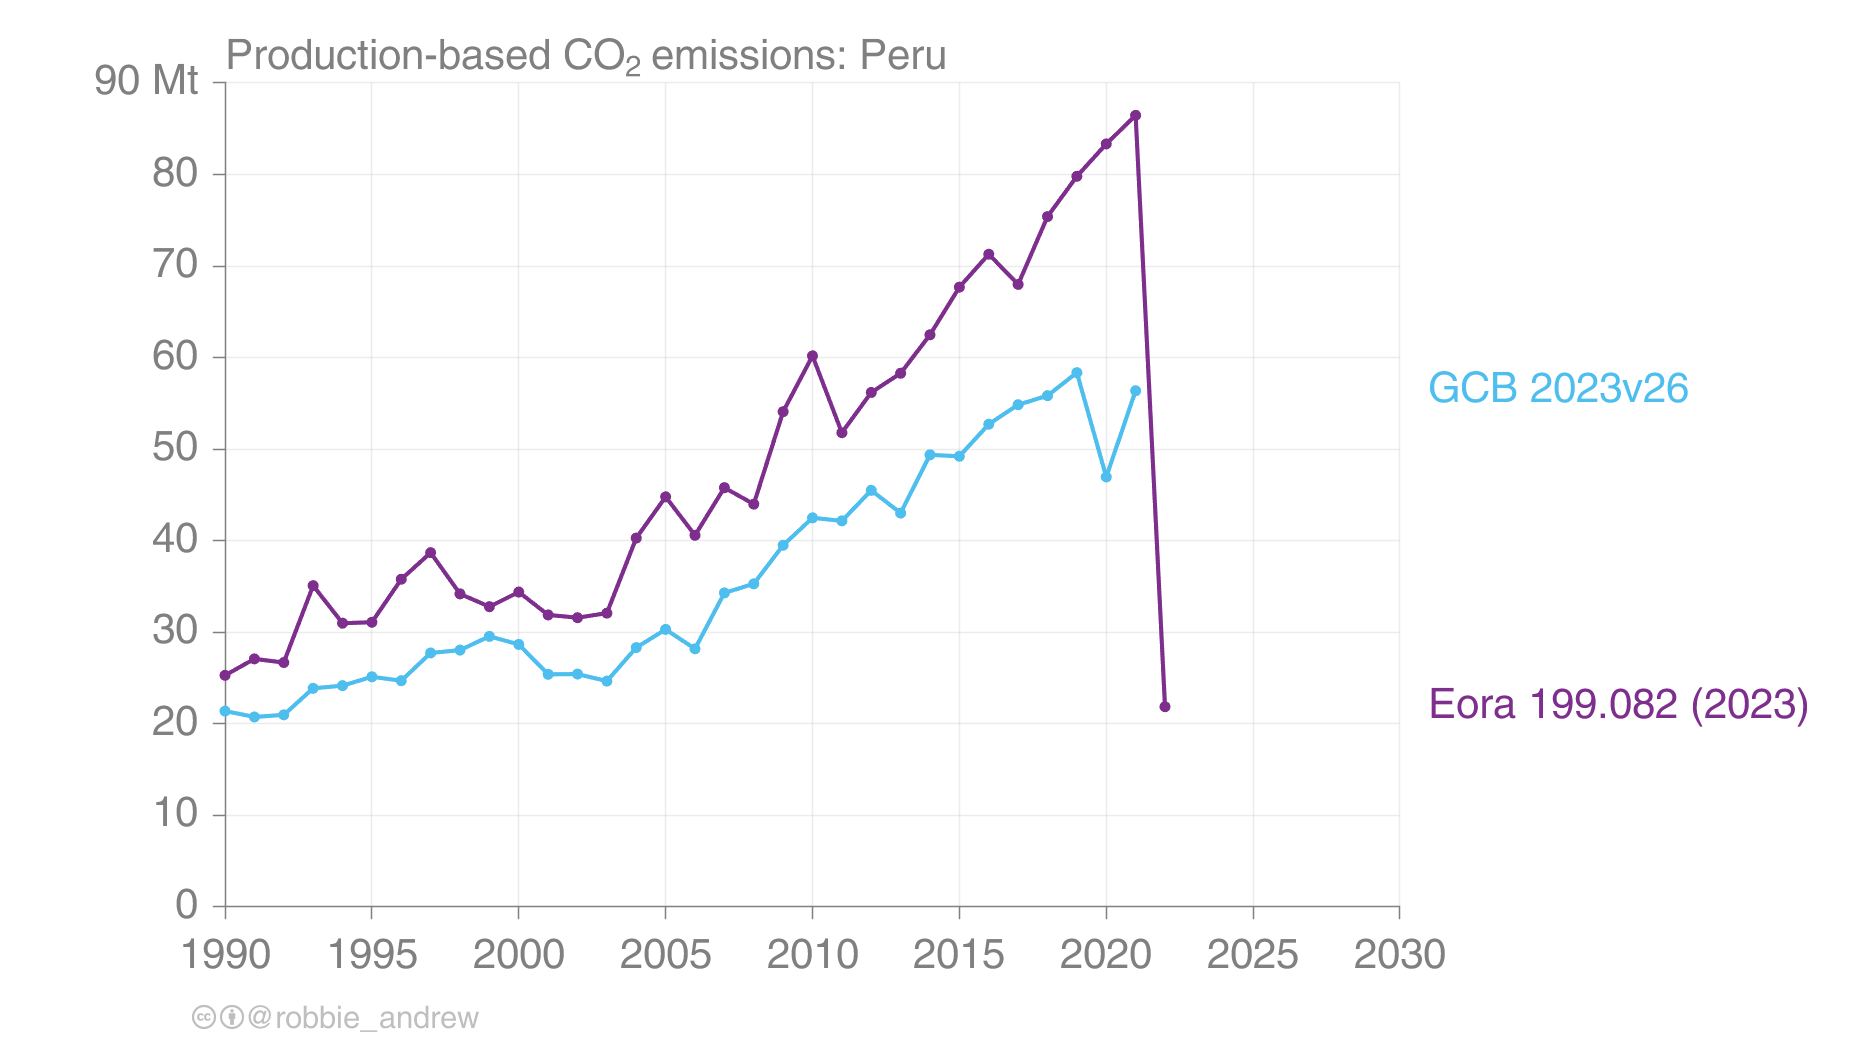 Production-based CO₂ emissions: Peru
90 Mt
80
70
60
50
40
30
20
10
0
1990 1995 2000 2005 2010 2015 2020 2025 2030
GCB 2023v26
Eora 199.082 (2023)
cc @robbie_andrew